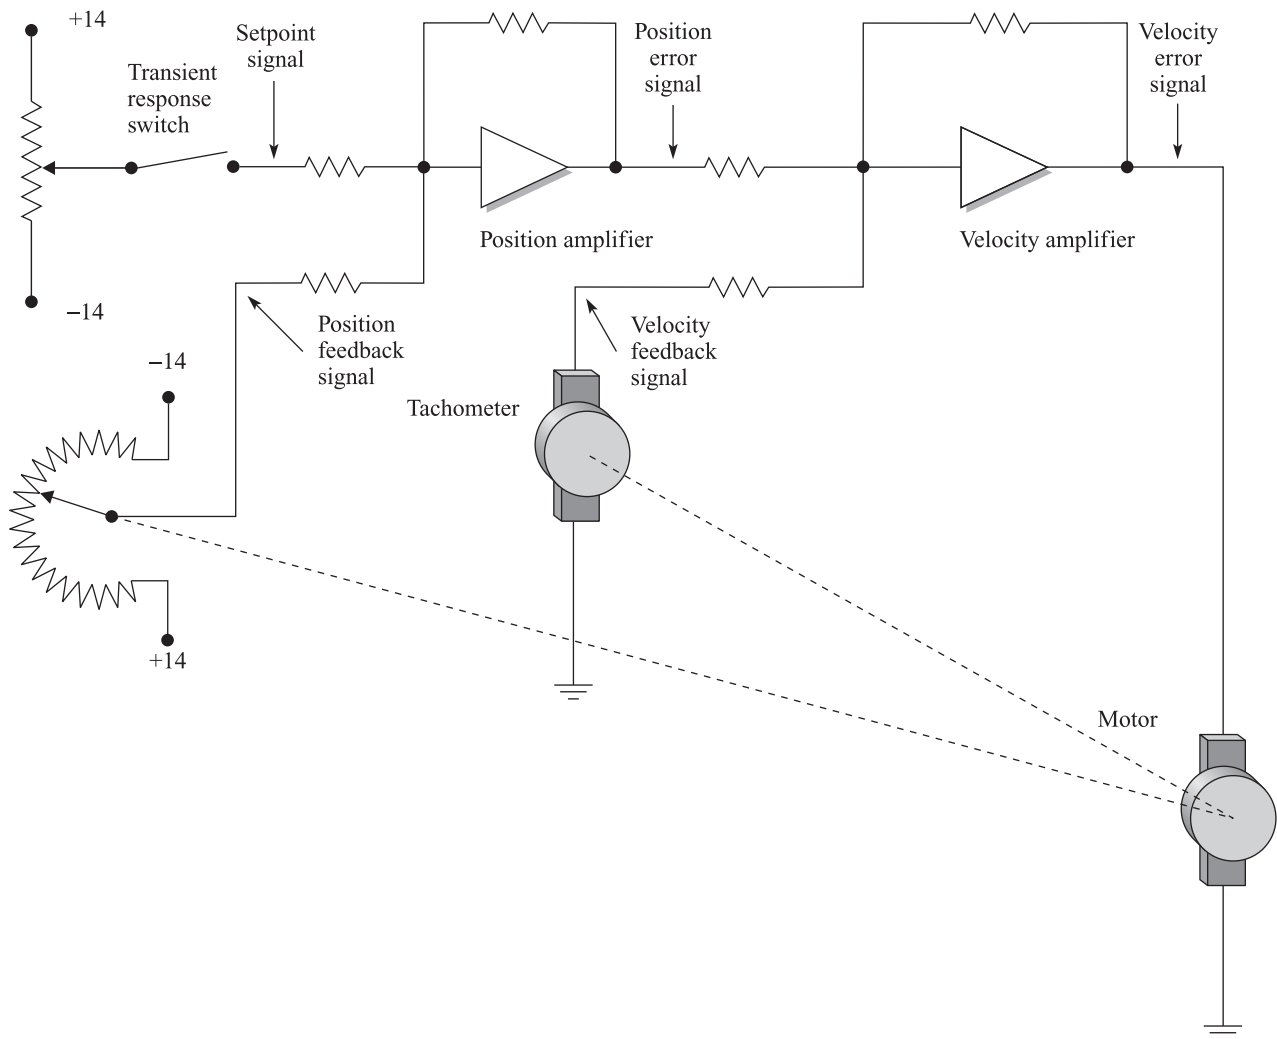 +14
Transient
response
switch
Setpoint
signal
Position
error
signal
Velocity
error
signal
Position amplifier
Velocity amplifier
−14
Position
feedback
signal
Velocity
feedback
signal
−14
Tachometer
+14
Motor